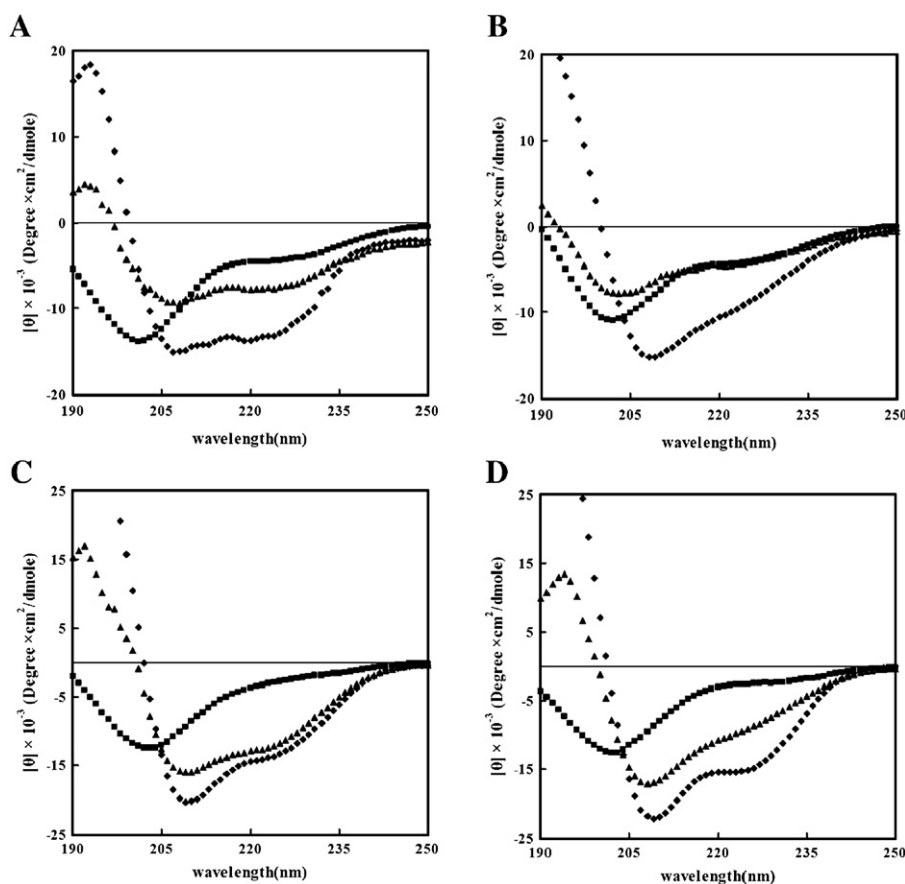 A
20
10
0
-10
-20
190 205 220 235 250
wavelength(nm)
[θ] × 10⁻³ (Degree ×cm²/dmole)
B
20
10
0
-10
-20
190 205 220 235 250
wavelength(nm)
[θ] × 10⁻³ (Degree ×cm²/dmole)
C
25
15
5
-5
-15
-25
190 205 220 235 250
wavelength(nm)
[θ] × 10⁻³ (Degree ×cm²/dmole)
D
25
15
5
-5
-15
-25
190 205 220 235 250
wavelength(nm)
[θ] × 10⁻³ (Degree ×cm²/dmole)